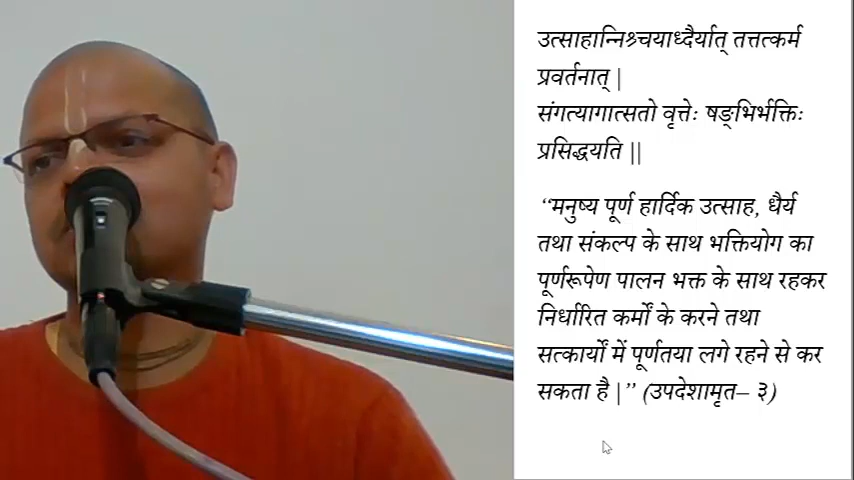 उत्साहान्निश्र्चयाध्दैर्यात् तत्तत्कर्म
प्रवर्तनात् |
संगत्यागात्सतो वृत्तेः षङ्भिर्भक्तिः
प्रसिद्धयति ||
“मनुष्य पूर्ण हार्दिक उत्साह, धैर्य
तथा संकल्प के साथ भक्तियोग का
पूर्णरूपेण पालन भक्त के साथ रहकर
निर्धारित कर्मों के करने तथा
सत्कार्यों में पूर्णतया लगे रहने से कर
सकता है |” (उपदेशामृत– ३)